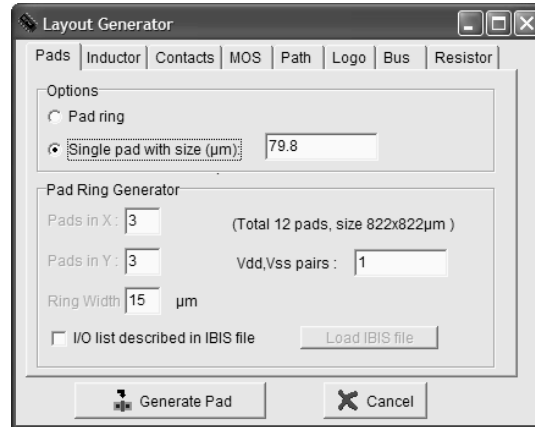 Layout Generator
Pads Inductor Contacts MOS Path Logo Bus Resistor
Options
Pad ring
Single pad with size (μm): 79.8
Pad Ring Generator
Pads in X : 3 (Total 12 pads, size 822x822μm )
Pads in Y : 3 Vdd,Vss pairs : 1
Ring Width 15 μm
I/O list described in IBIS file Load IBIS file
Generate Pad Cancel